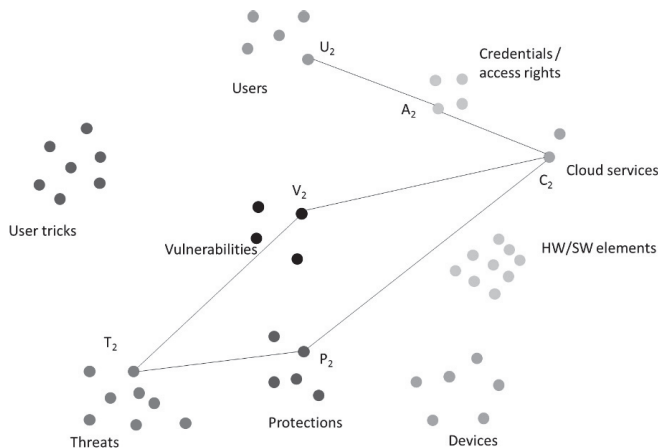 U2
Credentials/
access rights
Users
A2
Cloud services
C2
V2
User tricks
Vulnerabilities
HW/SW elements
T2
P2
Protections
Threats
Devices